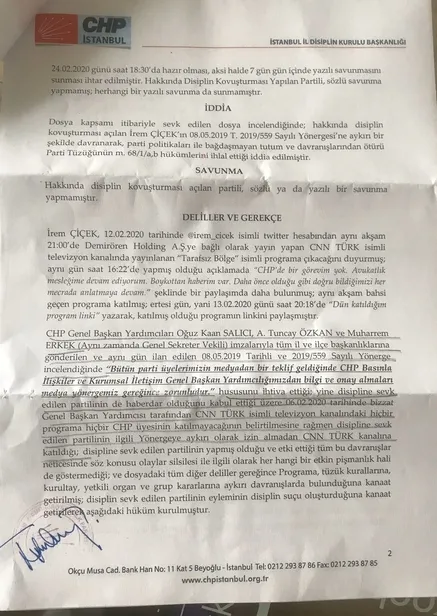 CHP
İSTANBUL
İSTANBUL İL DİSİPLİN KURULU BAŞKANLIĞI
24.02.2020 günü saat 18:30'da hazır olması, aksi halde 7 gün gün içinde yazılı savunmasını
sunması ihtar edilmiştir. Hakkında Disiplin Kovuşturması Yapılan Partili, sözlü savunma
yapmamış; herhangi bir yazılı savunma da sunmamıştır.
İDDİA
Dosya kapsamı itibariyle sevk edilen dosya incelendiğinde; hakkında disiplin
kovuşturması açılan İrem ÇİÇEK'in 08.05.2019 T. 2019/559 Sayılı Yönergesi'ne aykırı bir
şekilde davranarak, parti politikaları ile bağdaşmayan tutum ve davranışlarından ötürü
Parti Tüzüğünün m. 68/1/a,b hükümlerini ihlal ettiği iddia edilmiştir.
SAVUNMA
Hakkında disiplin kovuşturması açılan partili, sözlü ya da yazılı bir savunma
yapmamıştır.
DELİLLER VE GEREKÇE
İrem ÇİÇEK, 12.02.2020 tarihinde @irem_cicek isimli twitter hesabından aynı akşam
21:00'de Demirören Holding A.Ş.ye bağlı olarak yayın yapan CNN TÜRK isimli
televizyon kanalında yayınlanan "Tarafsız Bölge" isimli programa çıkacağını duyurmuş;
aynı gün saat 16:22'de yapmış olduğu açıklamada "CHP'de bir görevim yok. Avukatlık
mesleğime devam ediyorum. Boykottan haberim var. Daha önce olduğu gibi doğru bildiğimizi her
mecrada anlatmaya devam." şeklinde bir paylaşımda daha bulunmuş; aynı akşam bahsi
geçen programa katılmış; ertesi gün, yani 13.02.2020 günü saat 20:18'de "Dün katıldığım
program linki" yazarak, katılmış olduğu programın linkini paylaşmıştır.
CHP Genel Başkan Yardımcıları Oğuz Kaan SALICI, A. Tuncay ÖZKAN ve Muharrem
ERKEK (Aynı zamanda Genel Sekreter Vekili) imzalarıyla tüm il ve ilçe başkanlıklarına
gönderilen ve aynı gün ilan edilen 08.05.2019 Tarihli ve 2019/559 Sayılı Yönerge
incelendiğinde "Bütün parti üyelerimizin medyadan bir teklif geldiğinde CHP Basınla
İlişkiler ve Kurumsal İletişim Genel Başkan Yardımcılığımızdan bilgi ve onay almaları
medya yönergemiz gereğince zorunludur." hususunu ihtiva ettiği yine disipline sevk
edilen partilinin de haberdar olduğunu kabul ettiği üzere 06.02.2020 tarihinde bizzat
Genel Başkan Yardımcısı tarafından CNN TÜRK isimli televizyon kanalındaki hiçbir
programa hiçbir CHP üyesinin katılmayacağının belirtilmesine rağmen disipline sevk
edilen partilinin ilgili Yönergeye aykırı olarak izin almadan CNN TÜRK kanalına
katıldığı; disipline sevk edilen partilinin yapmış olduğu ve etki ettiği tüm bu davranışlar
neticesinde söz konusu olaylar silsilesi ile ilgili olarak her hangi bir etkin pişmanlık hali
de göstermediği; ve dosyadaki tüm diğer deliller gereğince Programa, tüzük kurallarına,
kurultay, yetkili organ ve grup kararlarına aykırı davranışlarda bulunduğuna kanaat
getirilmiş; disiplin sevk edilen partilinin eyleminin disiplin suçu oluşturduğuna kanaat
getirilerek aşağıdaki hüküm kurulmuştur.
2
Okçu Musa Cad. Bank Han No: 11 Kat 5 Beyoğlu - İstanbul Tel: 0212 293 87 86 Fax: 0212 293 87 85
www.chpistanbul.org.tr